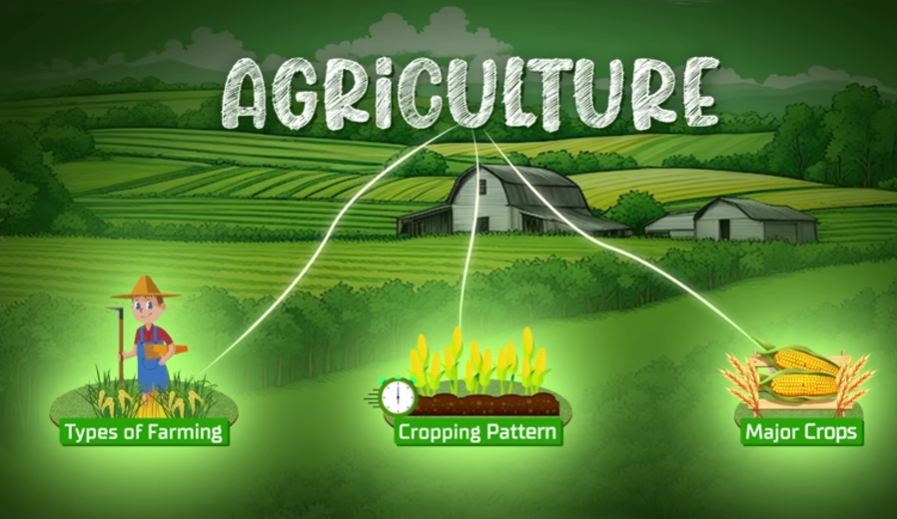 AGRiCULTURE
Types of Farming
Cropping Pattern
Major Crops